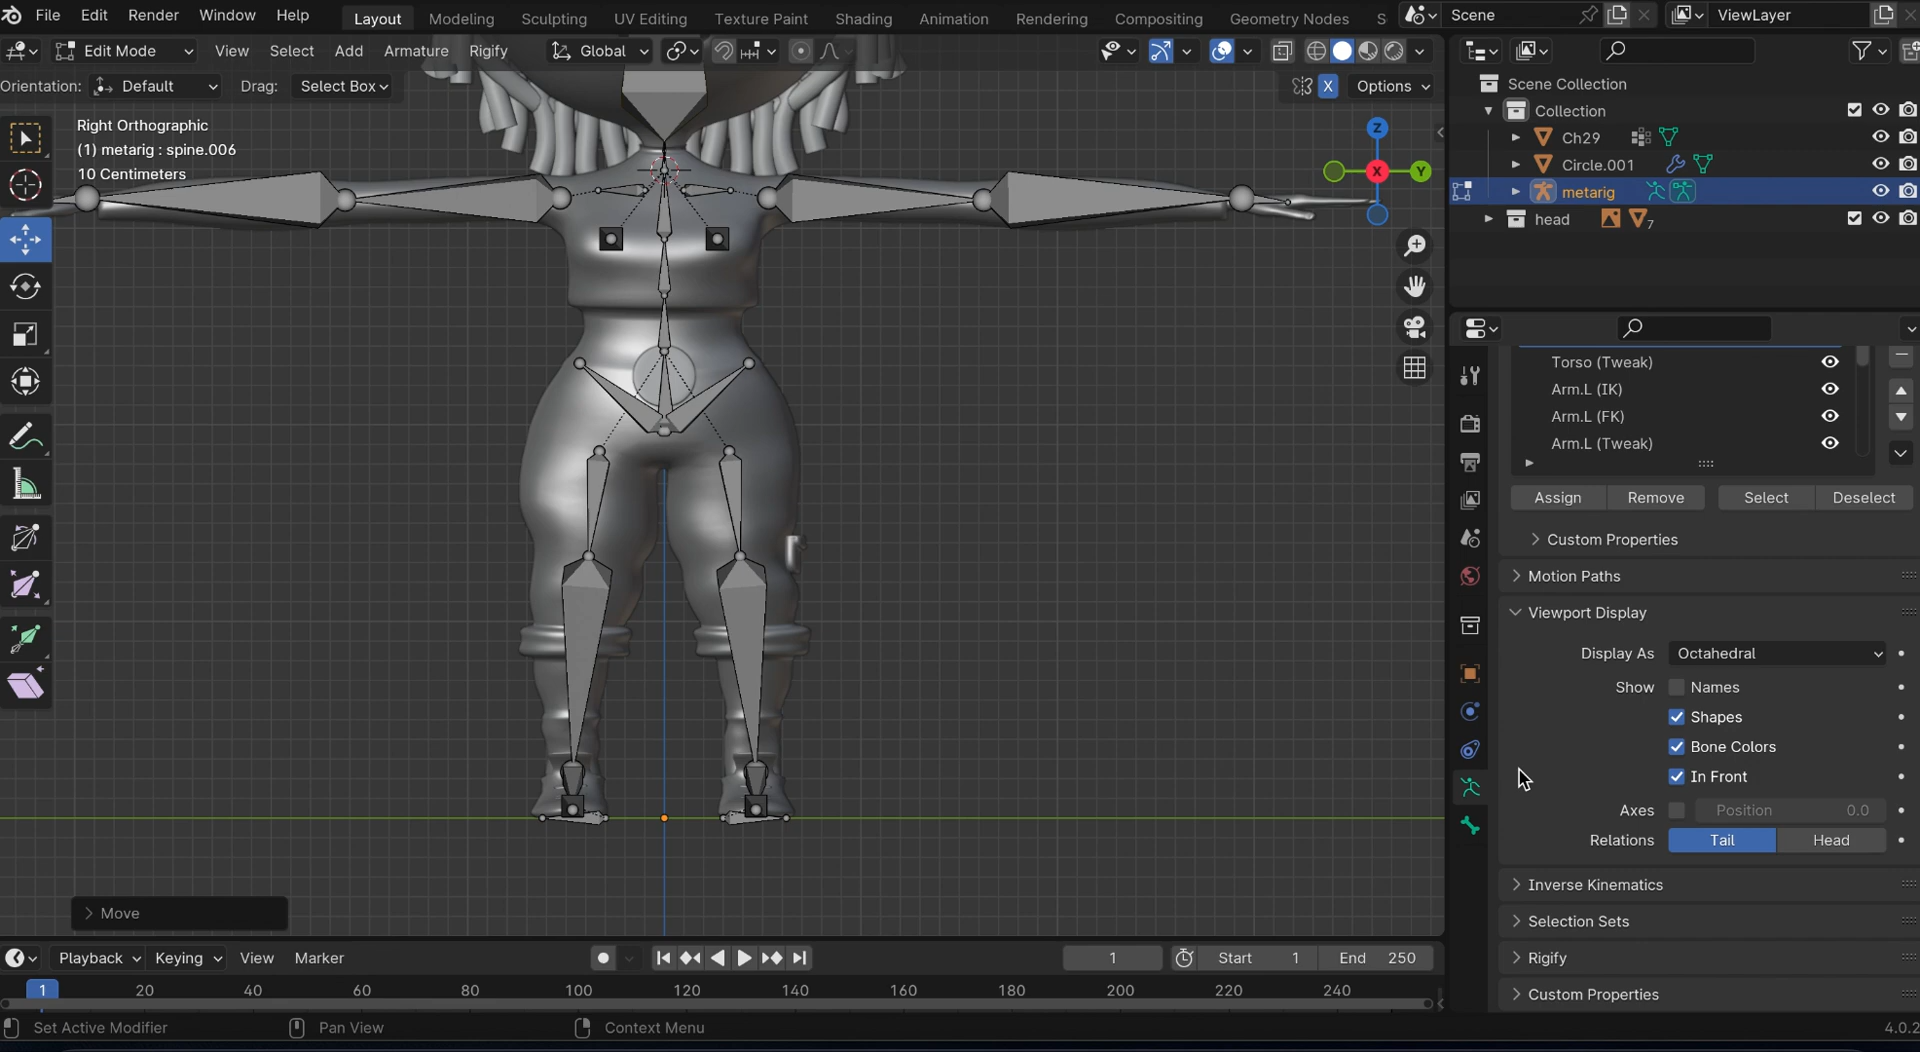 File Edit Render Window Help Layout Modeling Sculpting UV Editing Texture Paint Shading Animation Rendering Compositing Geometry Nodes S Scene ViewLayer
Edit Mode View Select Add Armature Rigify Global
Orientation: Default Drag: Select Box X Options
Right Orthographic
(1) metarig : spine.006
10 Centimeters
Z
X
Y
Scene Collection
Collection
Ch29
Circle.001
metarig
head 7
Torso (Tweak)
Arm.L (IK)
Arm.L (FK)
Arm.L (Tweak)
Assign Remove Select Deselect
Custom Properties
Motion Paths
Viewport Display
Display As Octahedral
Show Names
Shapes
Bone Colors
In Front
Axes Position 0.0
Relations Tail Head
Inverse Kinematics
Selection Sets
Rigify
Custom Properties
Move
Playback Keying View Marker 1 Start 1 End 250
1 20 40 60 80 100 120 140 160 180 200 220 240
Set Active Modifier Pan View Context Menu 4.0.2